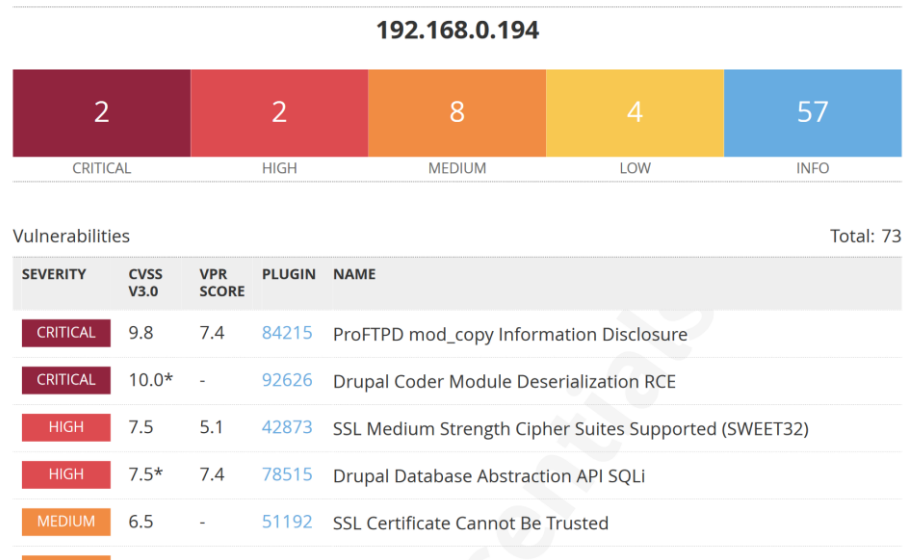 192.168.0.194
2 2 8 4 57
CRITICAL HIGH MEDIUM LOW INFO
Vulnerabilities Total: 73
SEVERITY CVSS V3.0 VPR SCORE PLUGIN NAME
CRITICAL 9.8 7.4 84215 ProFTPD mod_copy Information Disclosure
CRITICAL 10.0* - 92626 Drupal Coder Module Deserialization RCE
HIGH 7.5 5.1 42873 SSL Medium Strength Cipher Suites Supported (SWEET32)
HIGH 7.5* 7.4 78515 Drupal Database Abstraction API SQLi
MEDIUM 6.5 - 51192 SSL Certificate Cannot Be Trusted